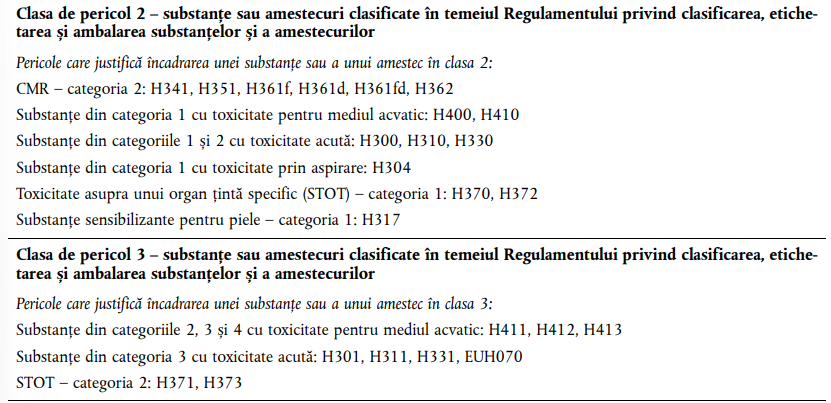 Clasa de pericol 2 – substanțe sau amestecuri clasificate în temeiul Regulamentului privind clasificarea, etiche-
tarea și ambalarea substanțelor și a amestecurilor
Pericole care justifică încadrarea unei substanțe sau a unui amestec în clasa 2:
CMR – categoria 2: H341, H351, H361f, H361d, H361fd, H362
Substanțe din categoria 1 cu toxicitate pentru mediul acvatic: H400, H410
Substanțe din categoriile 1 și 2 cu toxicitate acută: H300, H310, H330
Substanțe din categoria 1 cu toxicitate prin aspirare: H304
Toxicitate asupra unui organ țintă specific (STOT) – categoria 1: H370, H372
Substanțe sensibilizante pentru piele – categoria 1: H317
Clasa de pericol 3 – substanțe sau amestecuri clasificate în temeiul Regulamentului privind clasificarea, etiche-
tarea și ambalarea substanțelor și a amestecurilor
Pericole care justifică încadrarea unei substanțe sau a unui amestec în clasa 3:
Substanțe din categoriile 2, 3 și 4 cu toxicitate pentru mediul acvatic: H411, H412, H413
Substanțe din categoria 3 cu toxicitate acută: H301, H311, H331, EUH070
STOT – categoria 2: H371, H373